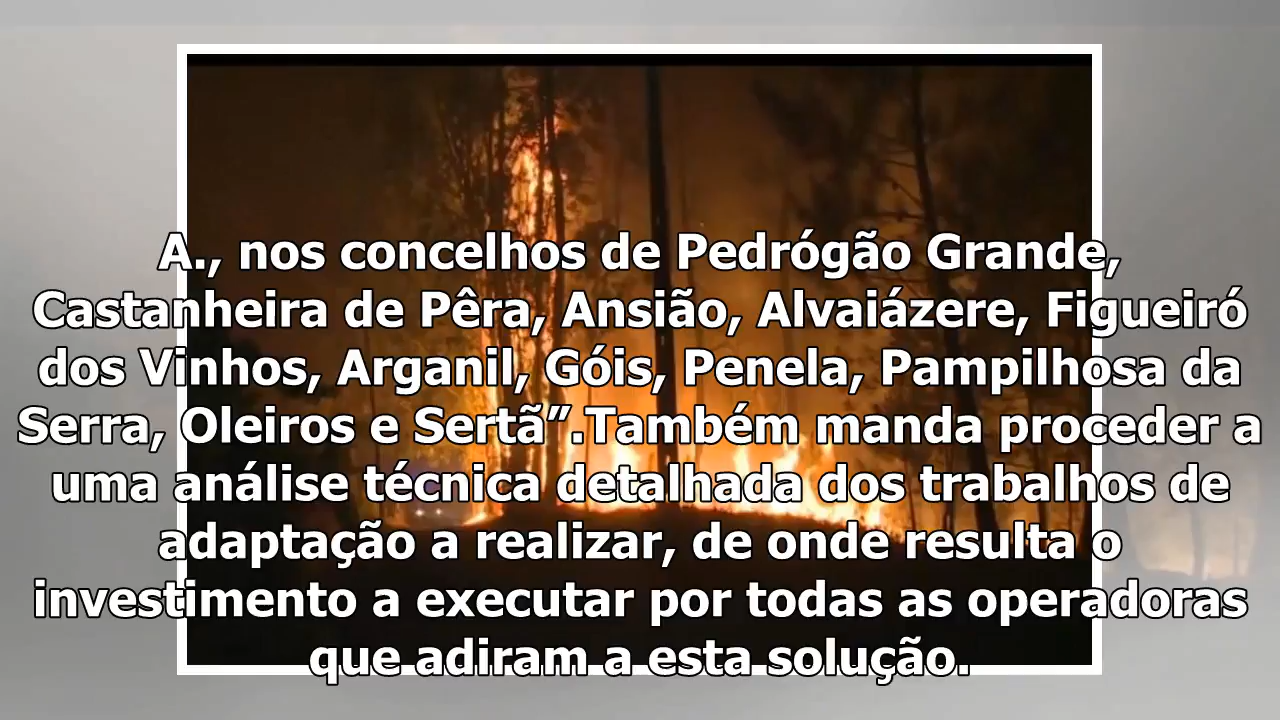 A., nos concelhos de Pedrógão Grande,
Castanheira de Pêra, Ansião, Alvaiázere, Figueiró
dos Vinhos, Arganil, Góis, Penela, Pampilhosa da
Serra, Oleiros e Sertã”.Também manda proceder a
uma análise técnica detalhada dos trabalhos de
adaptação a realizar, de onde resulta o
investimento a executar por todas as operadoras
que adiram a esta solução.